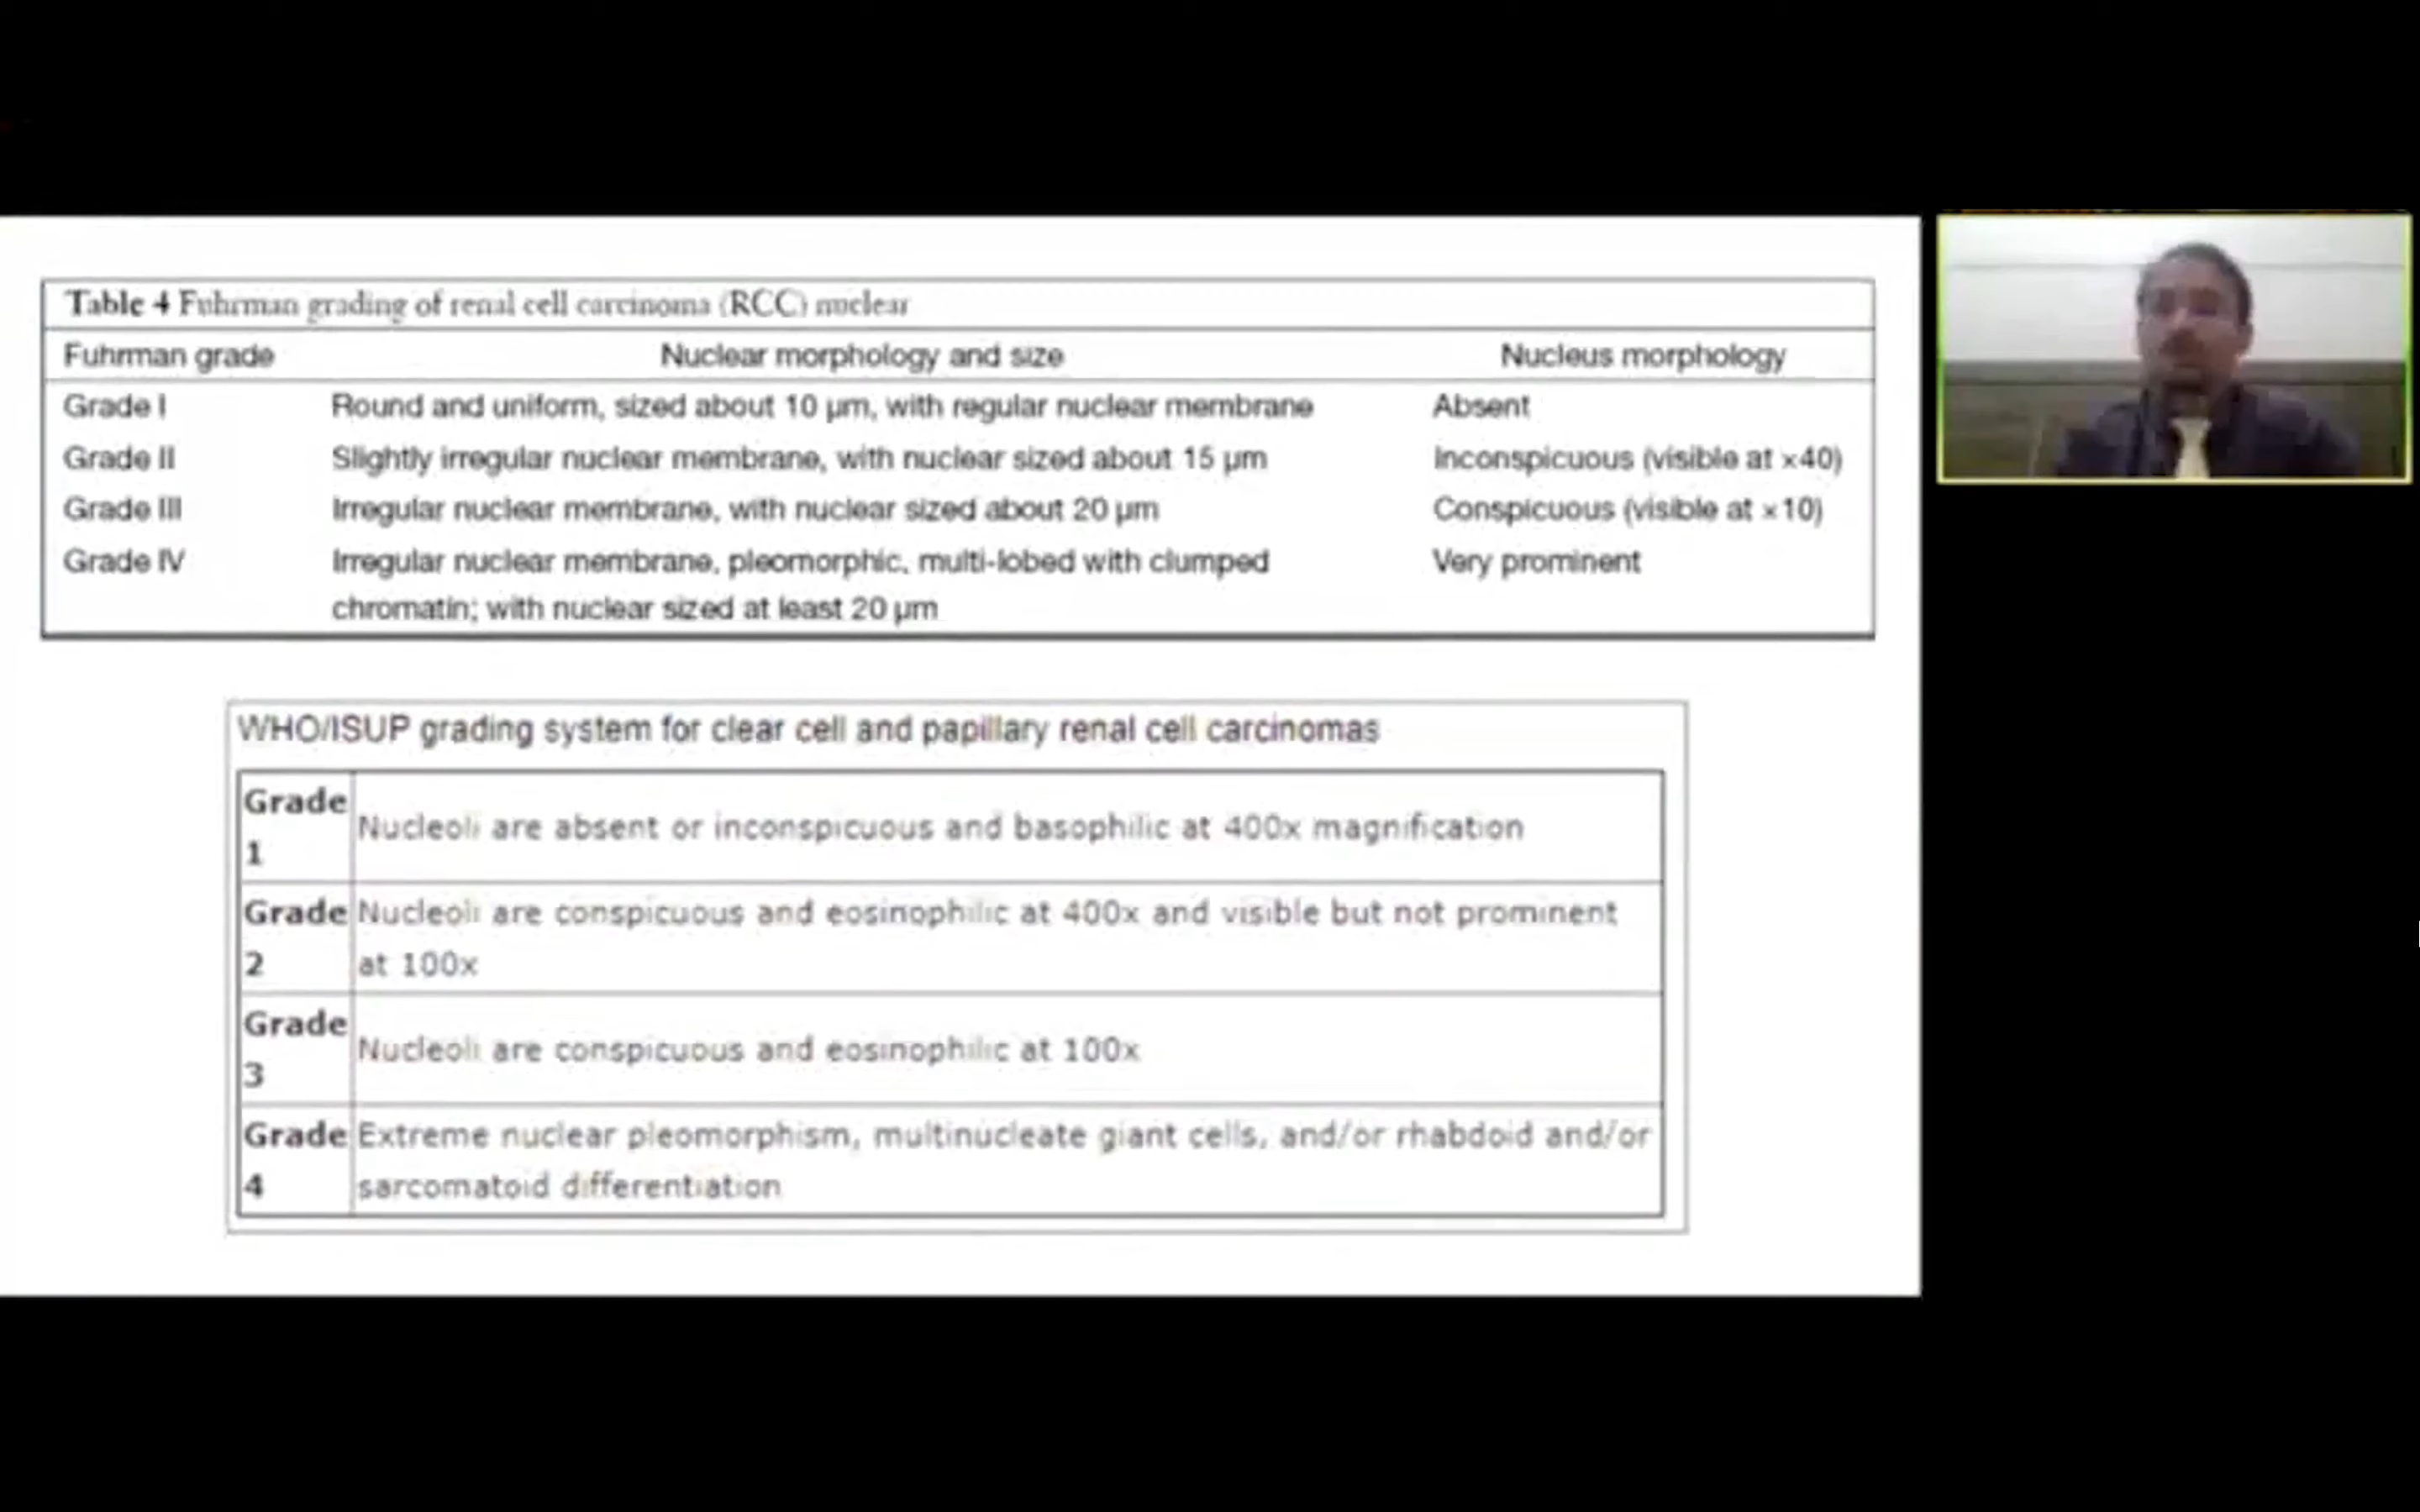 Table 4 Fuhrman grading of renal cell carcinoma (RCC) nuclear
Fuhrman grade Nuclear morphology and size Nucleus morphology
Grade I Round and uniform, sized about 10 µm, with regular nuclear membrane Absent
Grade II Slightly irregular nuclear membrane, with nuclear sized about 15 µm Inconspicuous (visible at ×40)
Grade III Irregular nuclear membrane, with nuclear sized about 20 µm Conspicuous (visible at ×10)
Grade IV Irregular nuclear membrane, pleomorphic, multi-lobed with clumped Very prominent
chromatin; with nuclear sized at least 20 µm
WHO/ISUP grading system for clear cell and papillary renal cell carcinomas
Grade
1
Nucleoli are absent or inconspicuous and basophilic at 400x magnification
Grade Nucleoli are conspicuous and eosinophilic at 400x and visible but not prominent
2 at 100x
Grade
3
Nucleoli are conspicuous and eosinophilic at 100x
Grade Extreme nuclear pleomorphism, multinucleate giant cells, and/or rhabdoid and/or
4 sarcomatoid differentiation